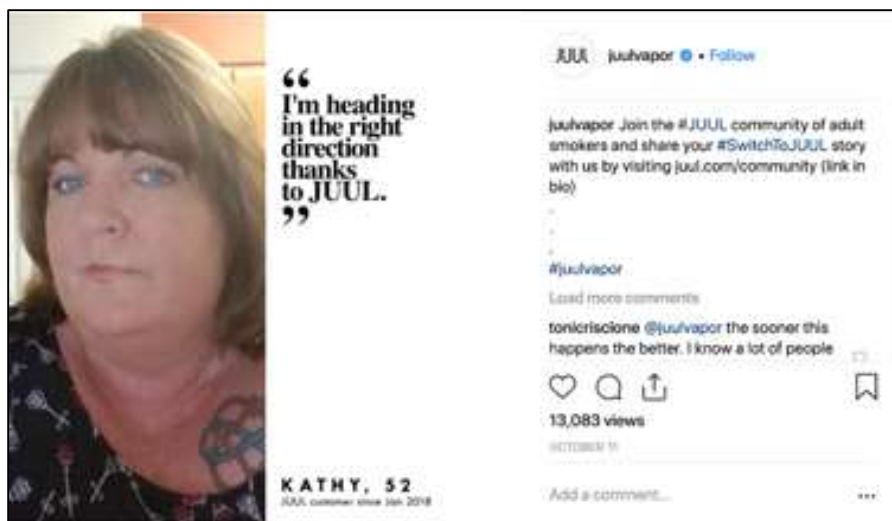 “
I'm heading
in the right
direction
thanks
to JUUL.
”
KATHY, 52
JUUL customer since Jan 2018
JUUL juulvapor • Follow
juulvapor Join the #JUUL community of adult
smokers and share your #SwitchToJUUL story
with us by visiting juul.com/community (link in
bio)
.
.
.
#juulvapor
Load more comments
tonicriscione @juulvapor the sooner this
happens the better. I know a lot of people
13,083 views
OCTOBER 11
Add a comment...